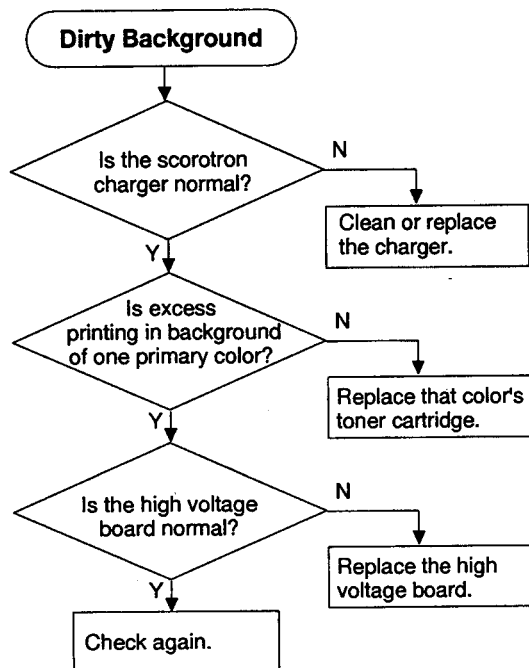 Dirty Background
Is the scorotron
charger normal?
N
Clean or replace
the charger.
Y
Is excess
printing in background
of one primary color?
N
Replace that color's
toner cartridge.
Y
Is the high voltage
board normal?
N
Replace the high
voltage board.
Y
Check again.